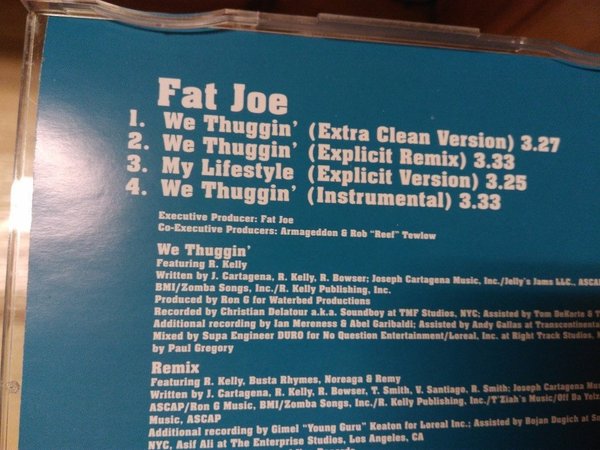 Fat Joe
1. We Thuggin' (Extra Clean Version) 3.27
2. We Thuggin' (Explicit Remix) 3.33
3. My Lifestyle (Explicit Version) 3.25
4. We Thuggin' (Instrumental) 3.33
Executive Producer: Fat Joe
Co-Executive Producers: Armageddon & Rob "Reef" Tewlow
We Thuggin'
Featuring R. Kelly
Written by J. Cartagena, R. Kelly, R. Bowser; Joseph Cartagena Music, Inc./Jelly's Jams LLC., ASCAP
BMI/Zomba Songs, Inc./R. Kelly Publishing, Inc.
Produced by Ron G for Waterbed Productions
Recorded by Christian Delatour a.k.a. Soundboy at TMF Studios, NYC; Assisted by Tom DeKorte & T
Additional recording by Ian Mereness & Abel Garibaldi; Assisted by Andy Gallas at Transcontinental
Mixed by Supa Engineer DURO for No Question Entertainment/Loreal, Inc. at Right Track Studios,
by Paul Gregory
Remix
Featuring R. Kelly, Busta Rhymes, Noreaga & Remy
Written by J. Cartagena, R. Kelly, R. Bowser, T. Smith, V. Santiago, R. Smith; Joseph Cartagena Mus
ASCAP/Ron G Music, BMI/Zomba Songs, Inc./R. Kelly Publishing, Inc./T'Ziah's Music/Off Da Yelz
Music, ASCAP
Additional recording by Gimel "Young Guru" Keaton for Loreal Inc.; Assisted by Bojan Dugich at So
NYC, Asif Ali at The Enterprise Studios, Los Angeles, CA